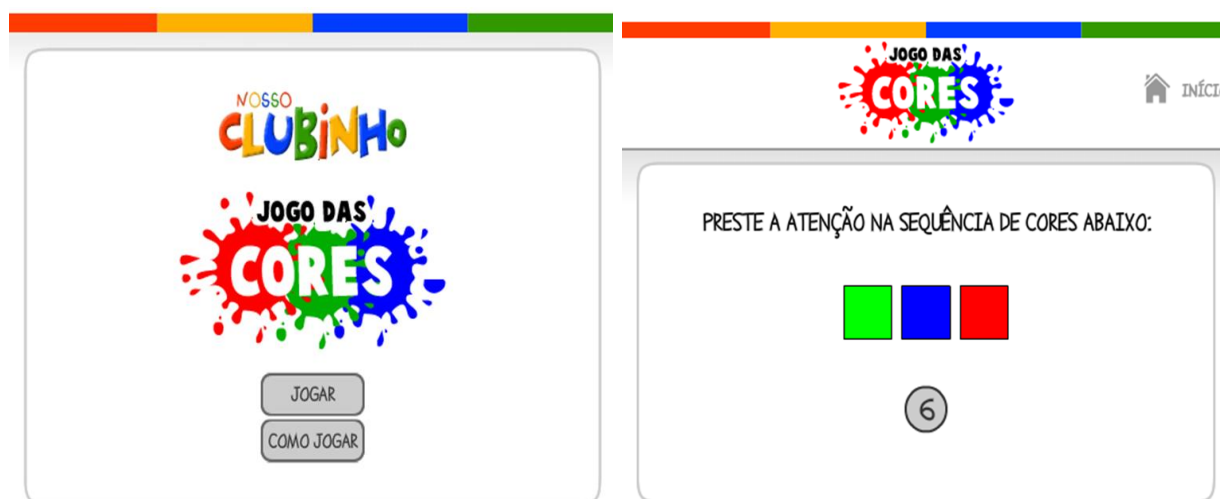 NOSSO
CLUBINHO
JOGO DAS
CORES
JOGAR
COMO JOGAR
JOGO DAS
CORES
INÍCI
PRESTE A ATENÇÃO NA SEQUÊNCIA DE CORES ABAIXO:
6